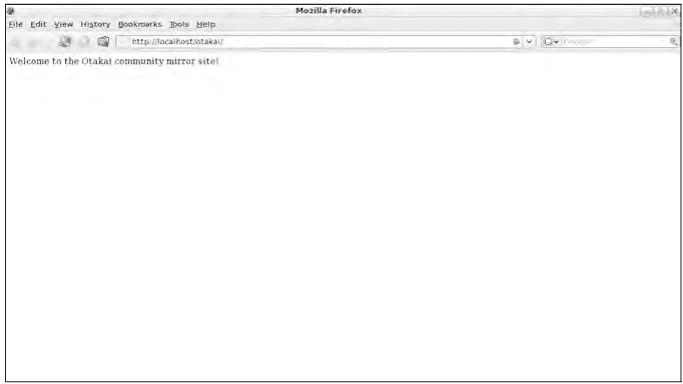 Mozilla Firefox
File Edit View History Bookmarks Tools Help
http://localhost/otakai/ Google
Welcome to the Otakai community mirror site!